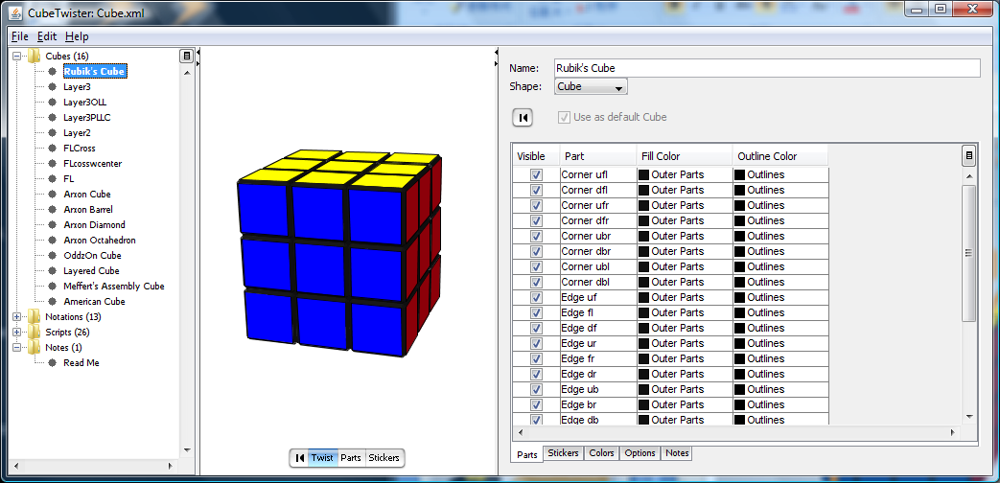 CubeTwister: Cube.xml
File Edit Help
Cubes (16)
Rubik's Cube
Layer3
Layer3OLL
Layer3PLLC
Layer2
FLCross
FLcosswcenter
FL
Arxon Cube
Arxon Barrel
Arxon Diamond
Arxon Octahedron
OddzOn Cube
Layered Cube
Meffert's Assembly Cube
American Cube
Notations (13)
Scripts (26)
Notes (1)
Read Me
Twist Parts Stickers
Name: Rubik's Cube
Shape: Cube
Use as default Cube
Visible Part Fill Color Outline Color
Corner ufl Outer Parts Outlines
Corner dfl Outer Parts Outlines
Corner ufr Outer Parts Outlines
Corner dfr Outer Parts Outlines
Corner ubr Outer Parts Outlines
Corner dbr Outer Parts Outlines
Corner ubl Outer Parts Outlines
Corner dbl Outer Parts Outlines
Edge uf Outer Parts Outlines
Edge fl Outer Parts Outlines
Edge df Outer Parts Outlines
Edge ur Outer Parts Outlines
Edge fr Outer Parts Outlines
Edge dr Outer Parts Outlines
Edge ub Outer Parts Outlines
Edge br Outer Parts Outlines
Edge db Outer Parts Outlines
Parts Stickers Colors Options Notes